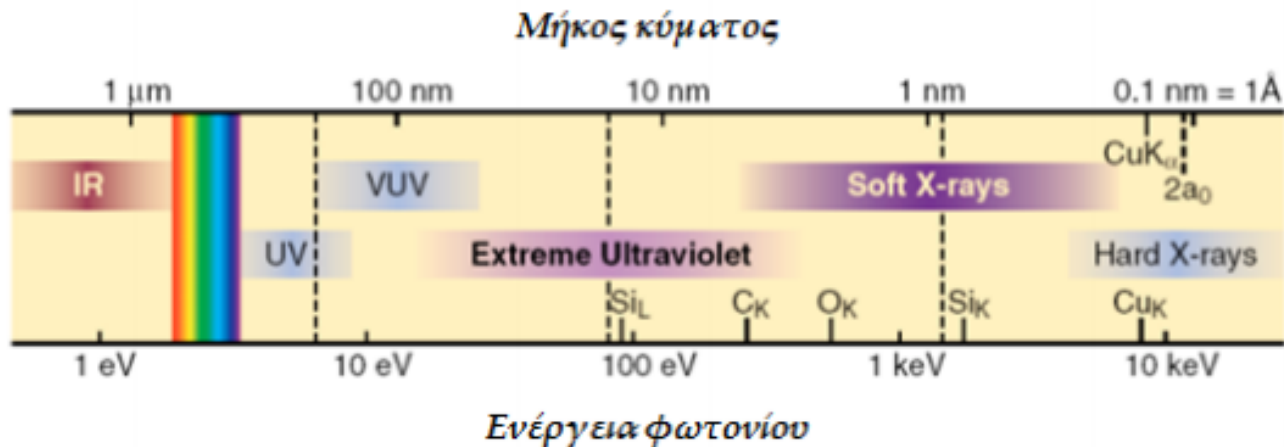 Μήκος κύματος
1 μm 100 nm 10 nm 1 nm 0.1 nm = 1Å
CuKα
IR VUV Soft X-rays 2a0
UV Extreme Ultraviolet Hard X-rays
SiL CK OK SiK CuK
1 eV 10 eV 100 eV 1 keV 10 keV
Ενέργεια φωτονίου